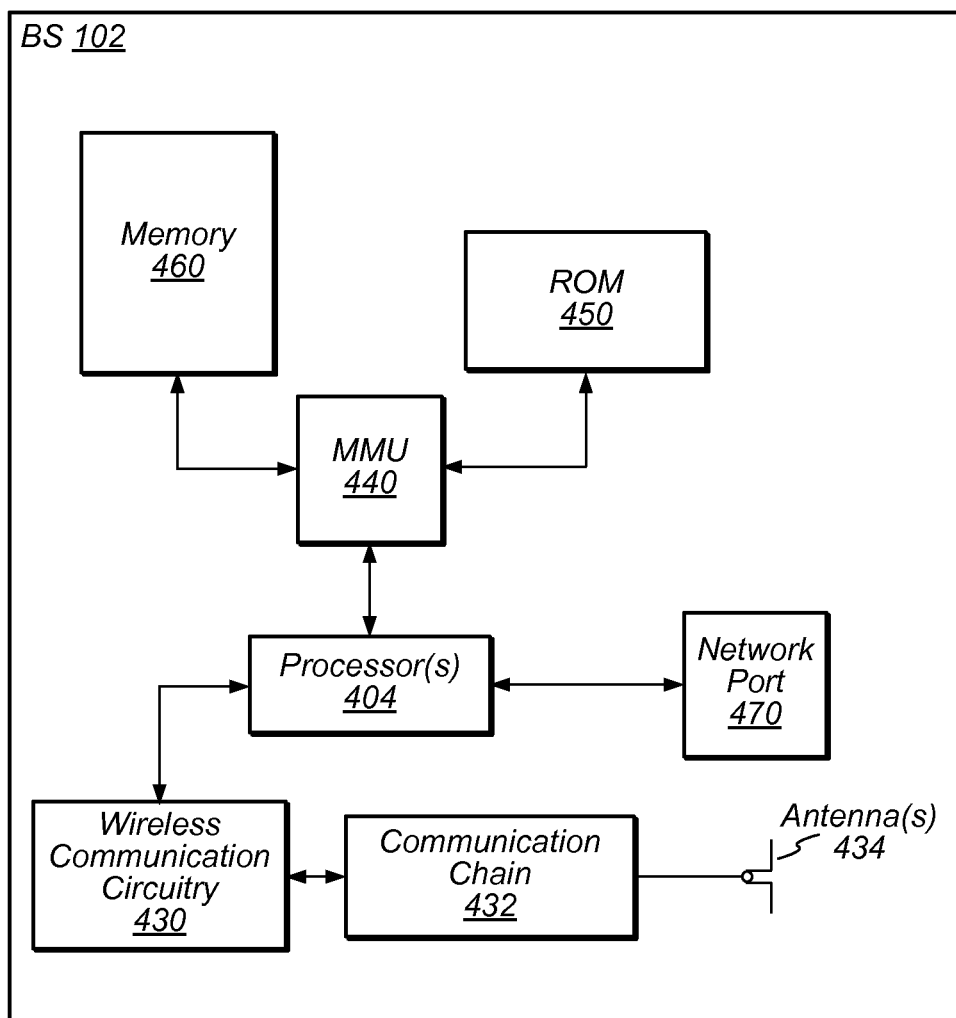 BS 102
Memory
460
ROM
450
MMU
440
Processor(s)
404
Network
Port
470
Wireless
Communication
Circuitry
430
Communication
Chain
432
Antenna(s)
434